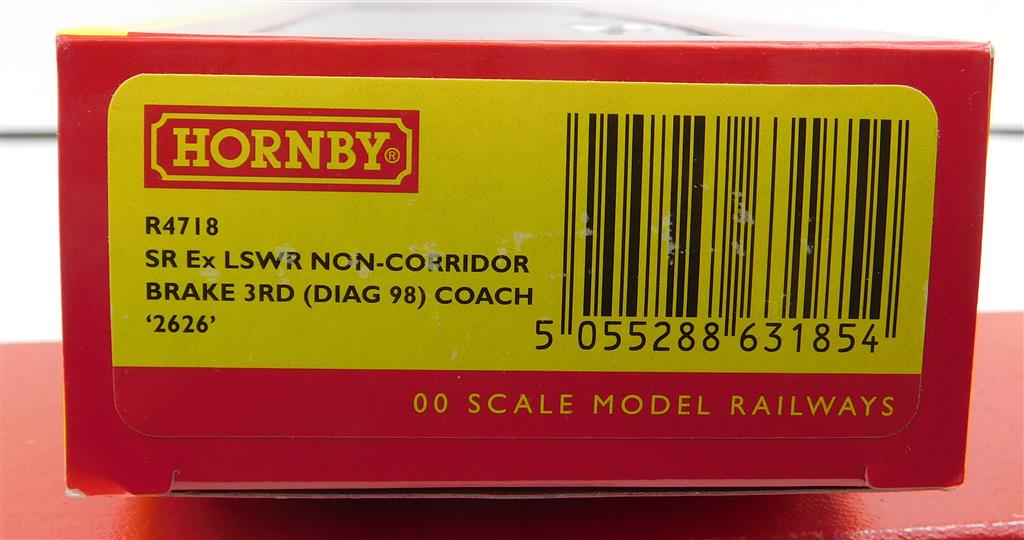 HORNBY®
R4718
SR Ex LSWR NON-CORRIDOR
BRAKE 3RD (DIAG 98) COACH
‘2626’
5 055288 631854
00 SCALE MODEL RAILWAYS